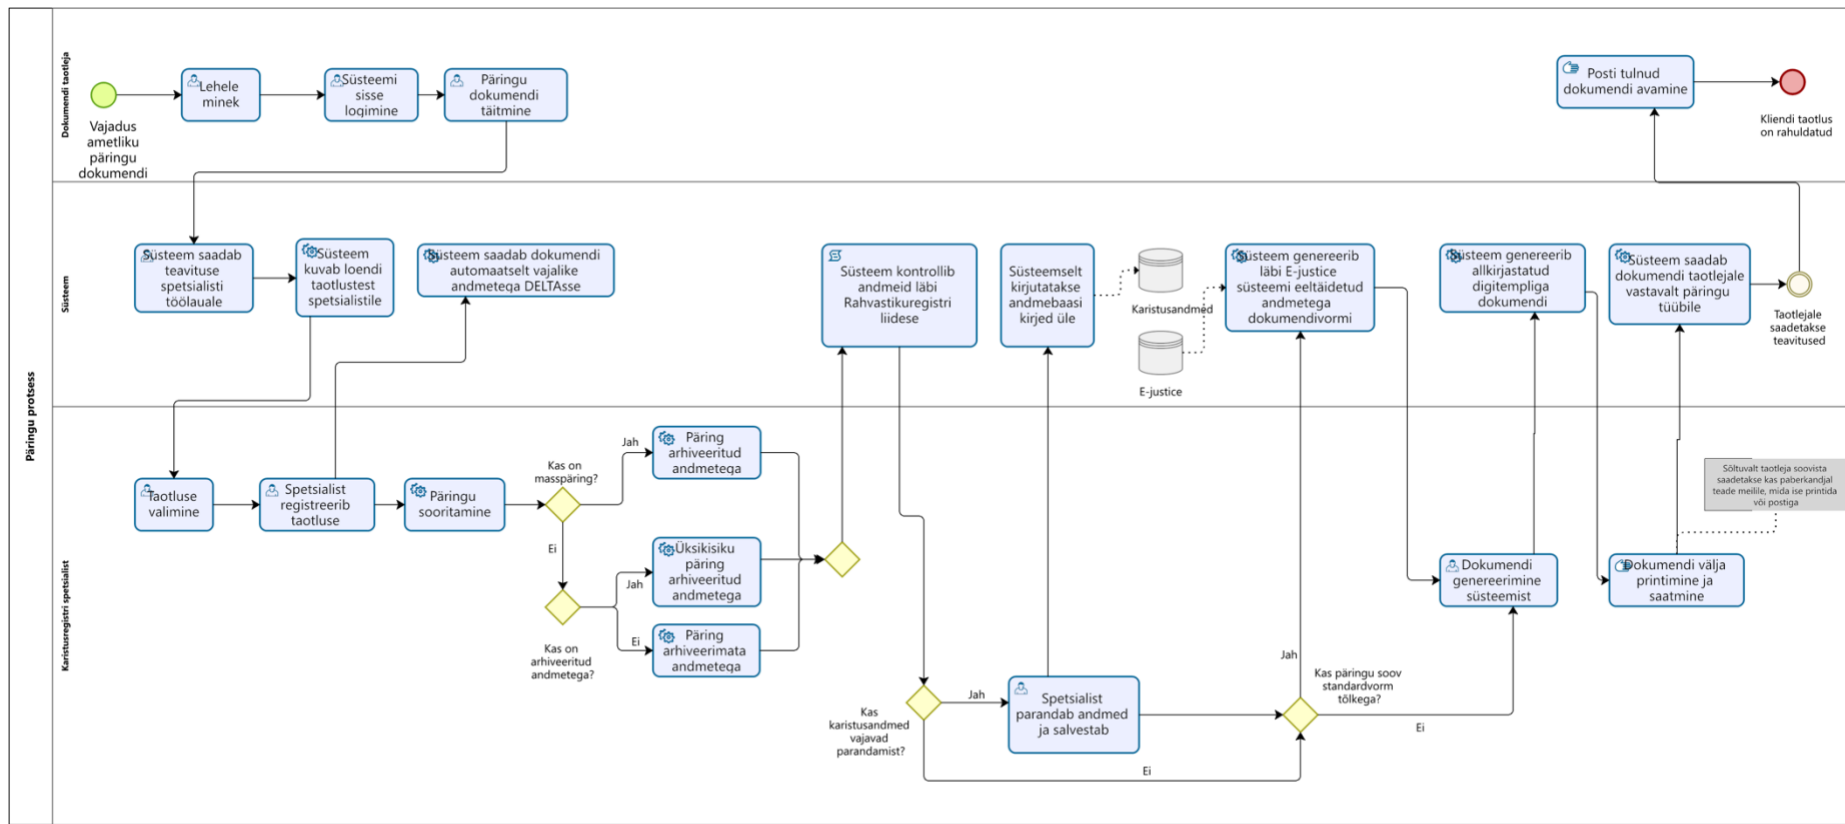 Päringu protsess
Dokumendi taotleja
Vajadus
ametliku
päringu
dokumendi
Lehele
minek
Süsteemi
sisse
logimine
Päringu
dokumendi
täitmine
Posti tulnud
dokumendi avamine
Kliendi taotlus
on rahuldatud
Süsteem
Süsteem saadab
teavituse
spetsialisti
töölauale
Süsteem
kuvab loendi
taotlustest
spetsialistile
Süsteem saadab dokumendi
automaatselt vajalike
andmetega DELTAsse
Süsteem kontrollib
andmeid läbi
Rahvastikuregistri
liidese
Süsteemselt
kirjutatakse
andmebaasi
kirjed üle
Karistusandmed
E-justice
Süsteem genereerib
läbi E-justice
süsteemi eeltäidetud
andmetega
dokumendivormi
Süsteem genereerib
allkirjastatud
digitempliga
dokumendi
Süsteem saadab
dokumendi taotlejale
vastavalt päringu
tüübile
Taotlejale
saadetakse
teavitused
Karistusregistri spetsialist
Taotluse
valimine
Spetsialist
registreerib
taotluse
Päringu
sooritamine
Kas on
masspäring?
Jah
Ei
Päring
arhiveeritud
andmetega
Kas on
arhiveeritud
andmetega?
Jah
Ei
Üksikisiku
päring
arhiveeritud
andmetega
Päring
arhiveerimata
andmetega
Kas
karistusandmed
vajavad
parandamist?
Jah
Ei
Spetsialist
parandab andmed
ja salvestab
Jah
Kas päringu soov
standardvorm
tõlkega?
Ei
Dokumendi
genereerimine
süsteemist
Dokumendi välja
printimine ja
saatmine
Sõltuvalt taotleja soovista
saadetakse kas paberkandjal
teade meilile, mida ise printida
või postiga